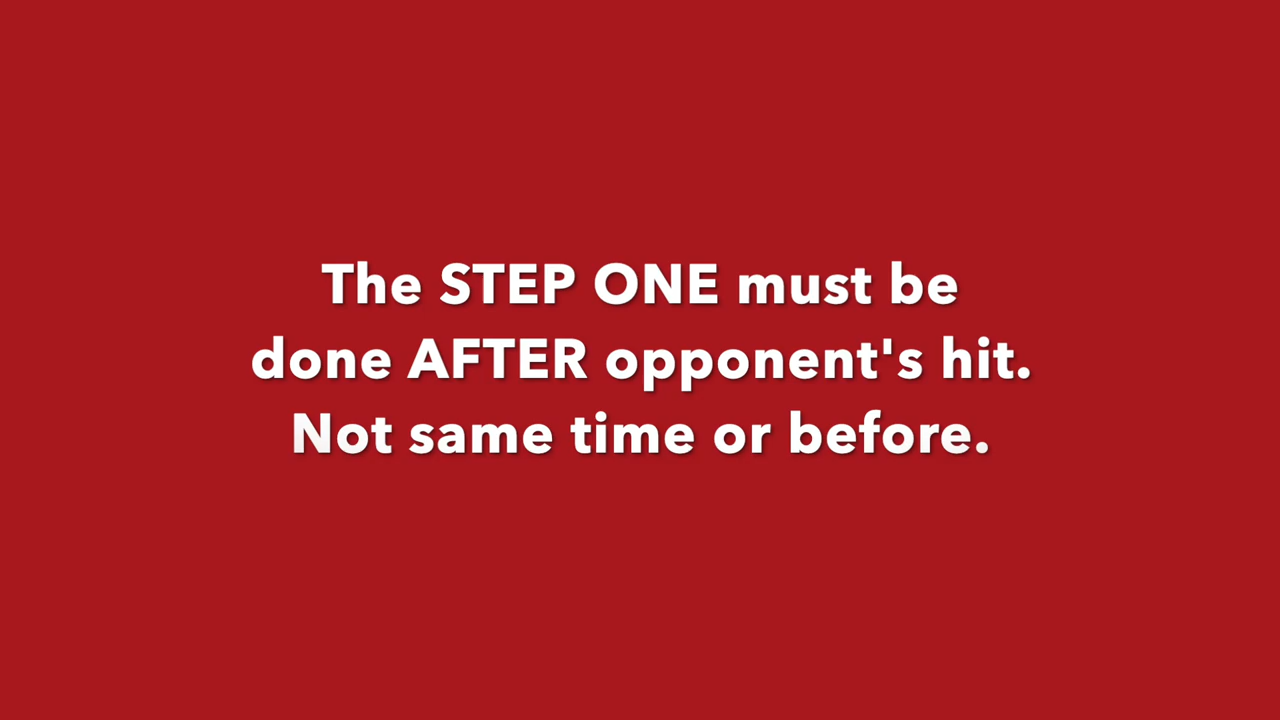 The STEP ONE must be
done AFTER opponent's hit.
Not same time or before.